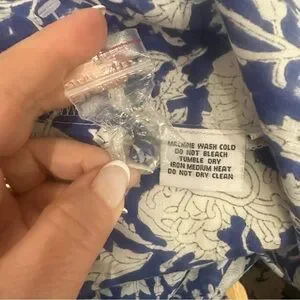 MACHINE WASH COLD
DO NOT BLEACH
TUMBLE DRY
IRON MEDIUM HEAT
DO NOT DRY CLEAN